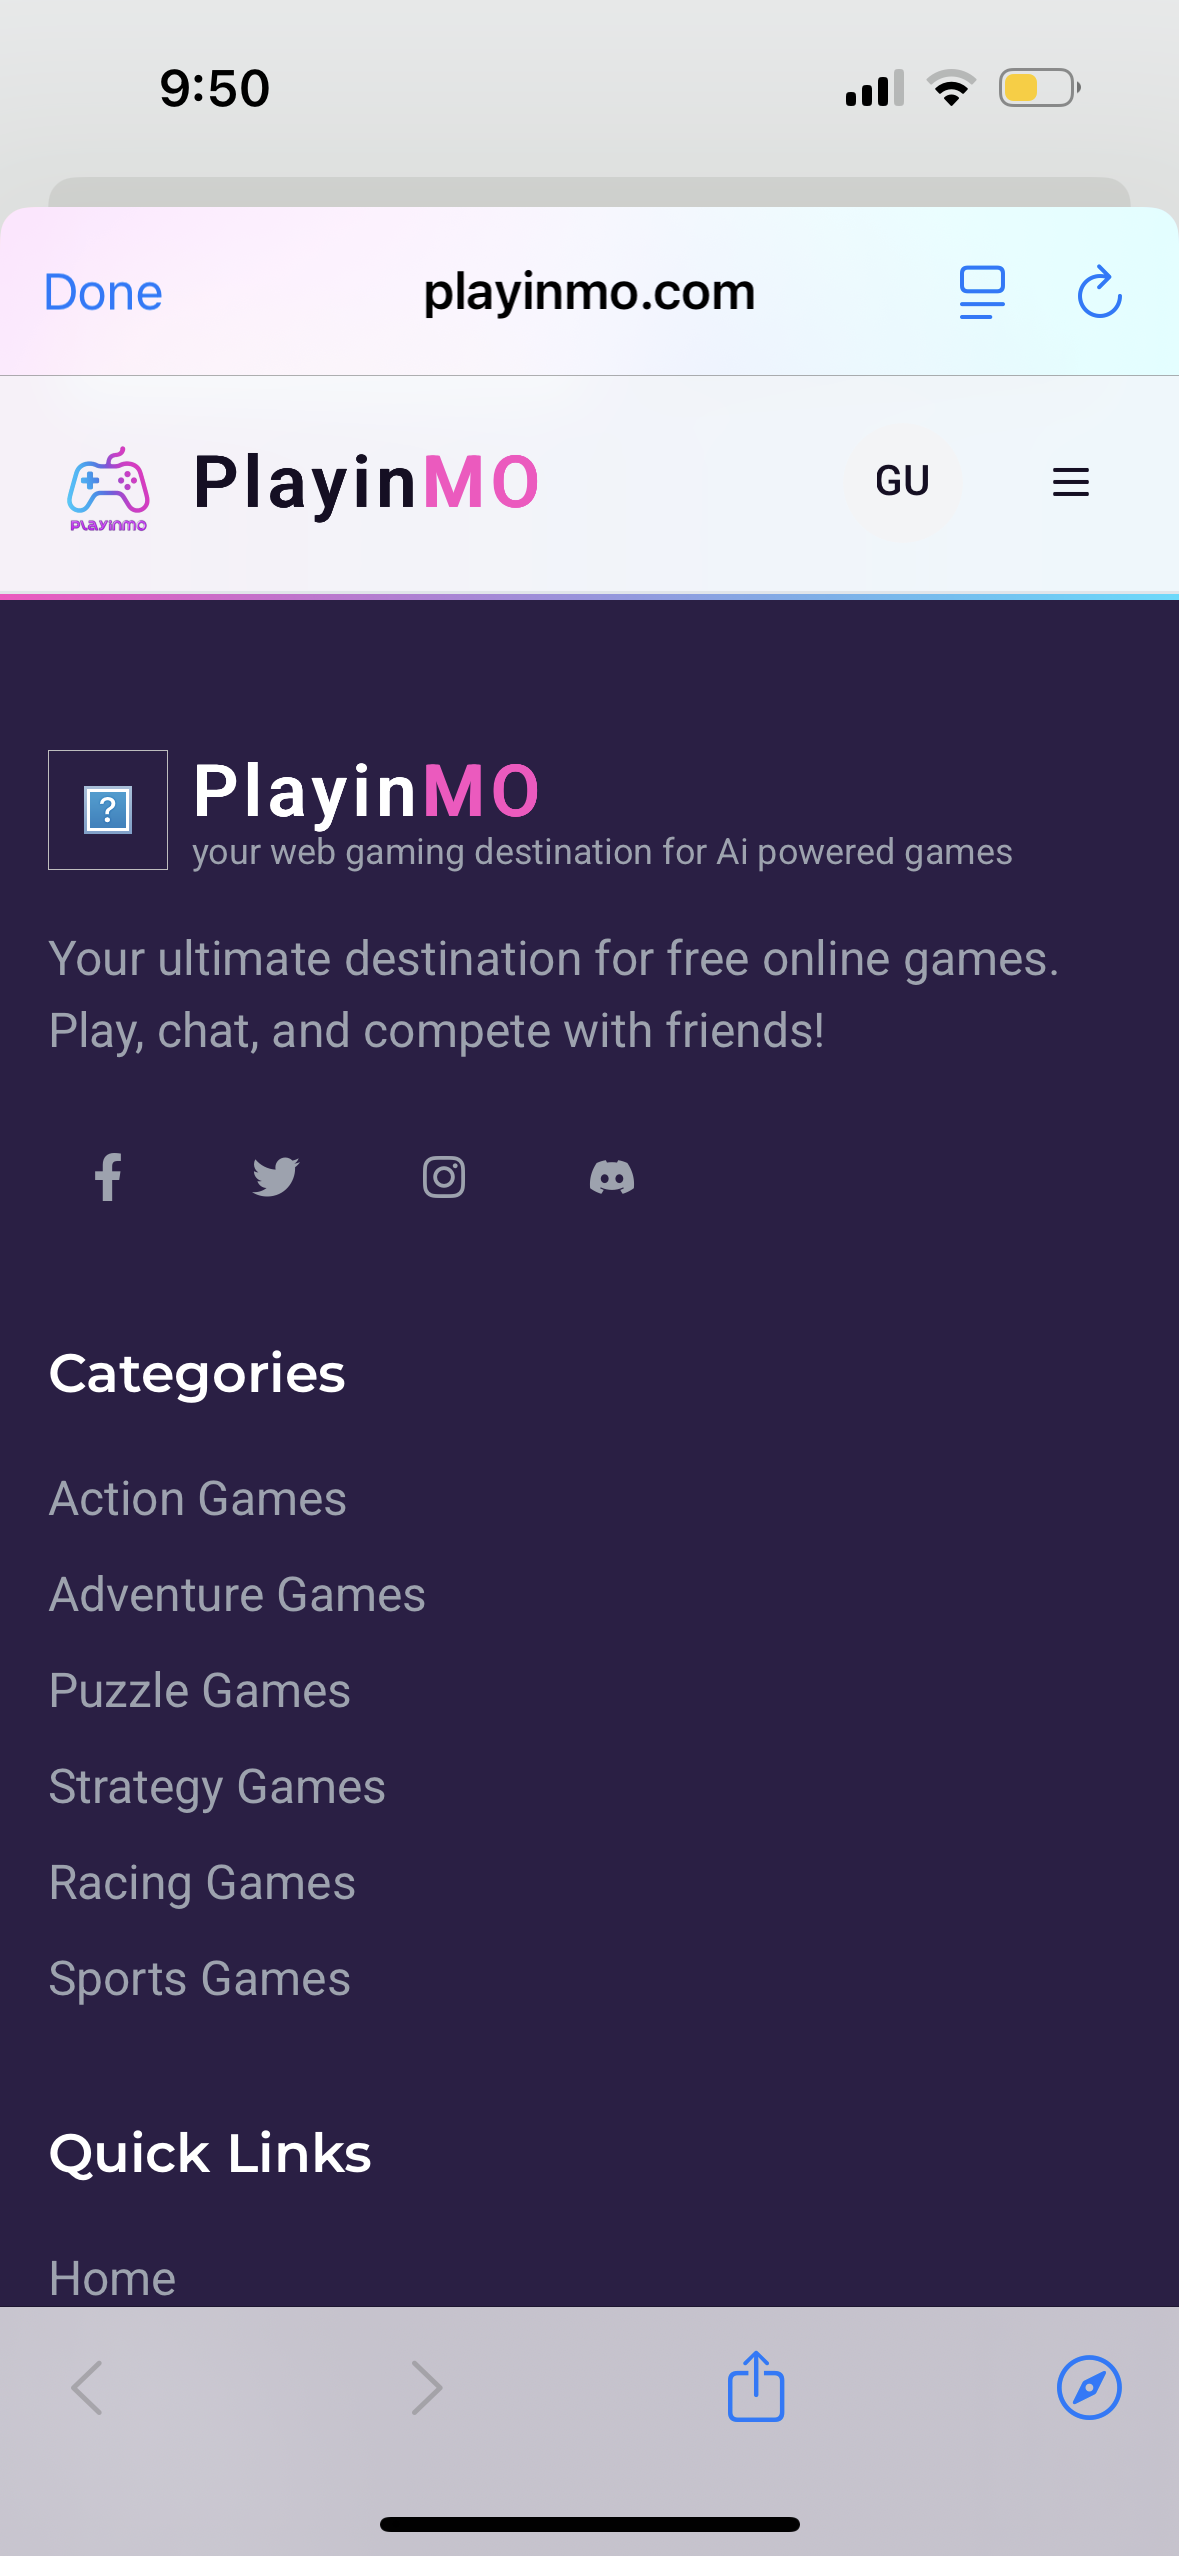 9:50
Done
playinmo.com
PLAYINMO
PlayinMO
GU
?
PlayinMO
your web gaming destination for Ai powered games
Your ultimate destination for free online games.
Play, chat, and compete with friends!
Categories
Action Games
Adventure Games
Puzzle Games
Strategy Games
Racing Games
Sports Games
Quick Links
Home